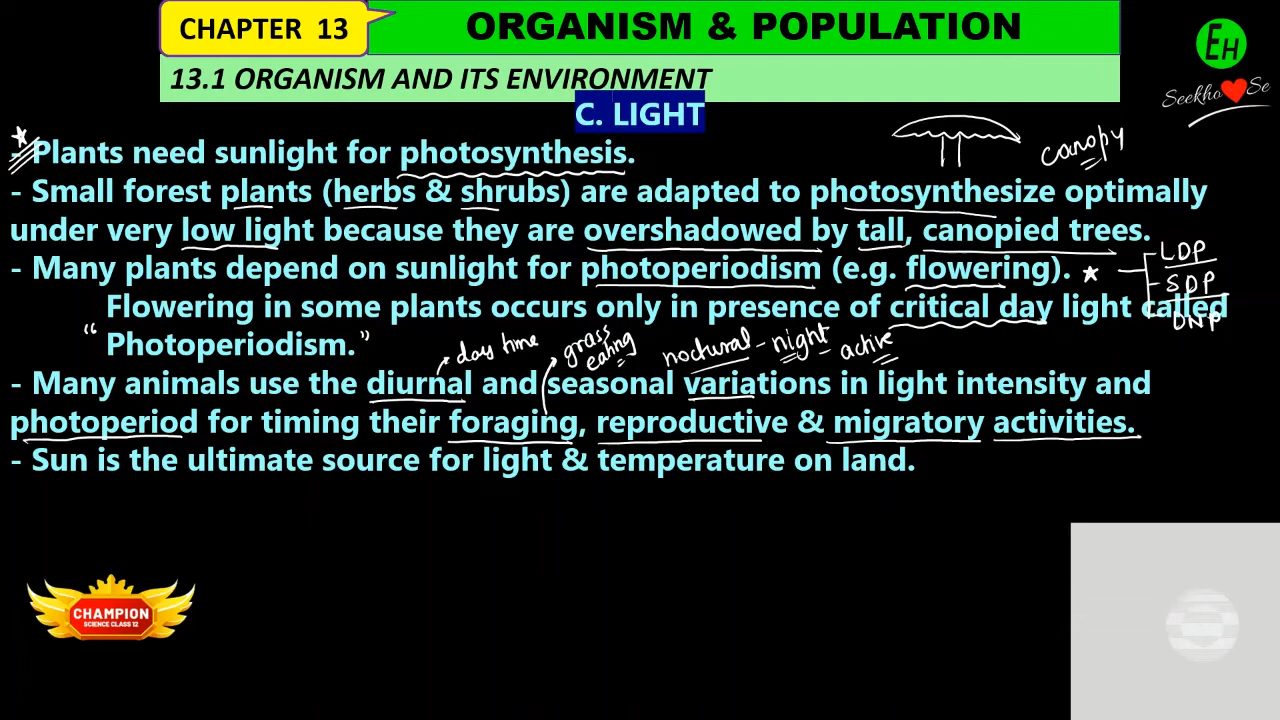 CHAPTER 13
ORGANISM & POPULATION
EH
13.1 ORGANISM AND ITS ENVIRONMENT
Seekho ❤ Se
C. LIGHT
- Plants need sunlight for photosynthesis.
canopy
- Small forest plants (herbs & shrubs) are adapted to photosynthesize optimally
under very low light because they are overshadowed by tall, canopied trees.
- Many plants depend on sunlight for photoperiodism (e.g. flowering).
LDP
SDP
DNP
Flowering in some plants occurs only in presence of critical day light called
“ Photoperiodism. ”
day time
grass eating
noctural - night active
- Many animals use the diurnal and seasonal variations in light intensity and
photoperiod for timing their foraging, reproductive & migratory activities.
- Sun is the ultimate source for light & temperature on land.
CHAMPION
SCIENCE CLASS 12